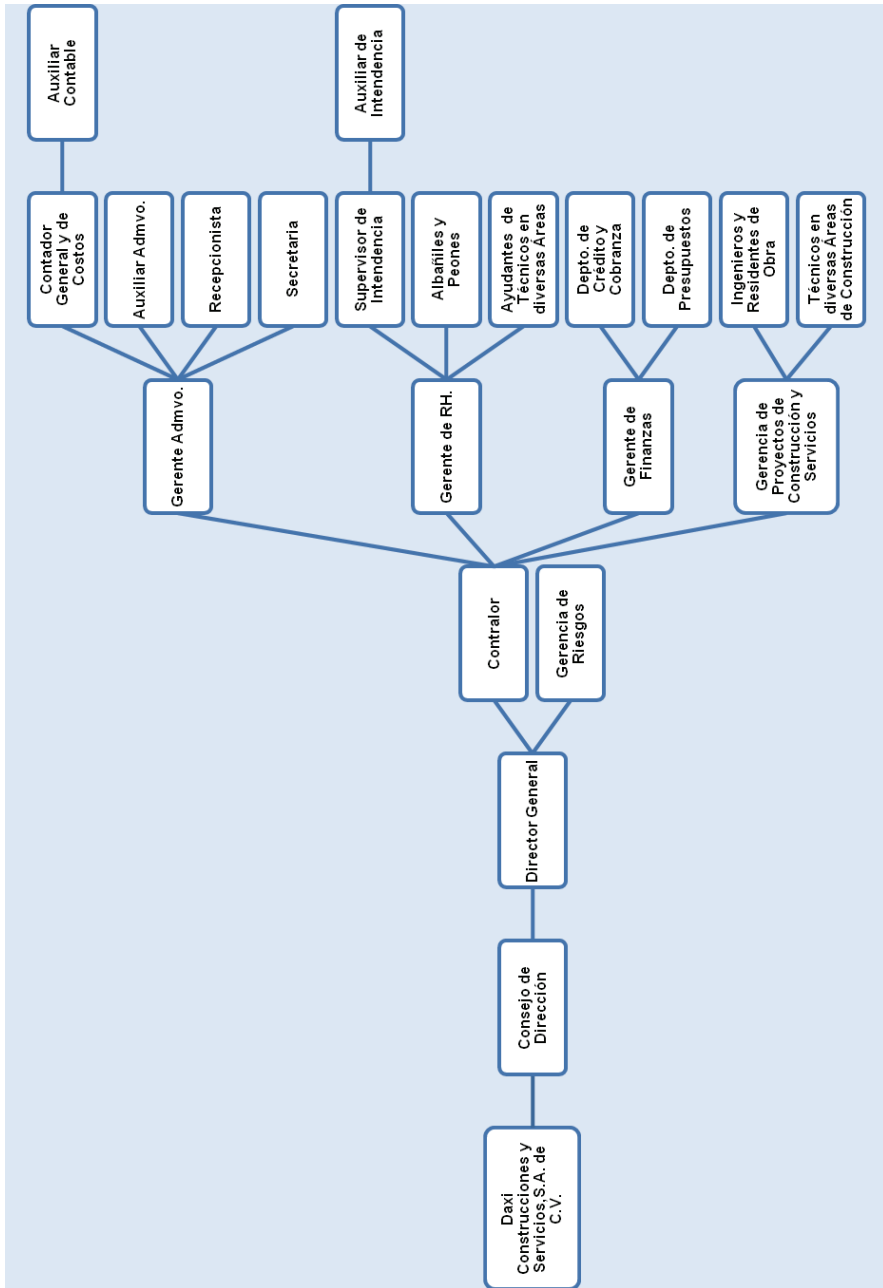 Daxi
Construcciones y
Servicios,S.A. de
C.V.
Consejo de
Dirección
Director General
Contralor
Gerencia de
Riesgos
Gerente Admvo.
Gerente de RH.
Gerente de
Finanzas
Gerencia de
Proyectos de
Construcción y
Servicios
Contador
General y de
Costos
Auxiliar Admvo.
Recepcionista
Secretaria
Supervisor de
Intendencia
Albañiles y
Peones
Ayudantes de
Técnicos en
diversas Áreas
Depto. de
Crédito y
Cobranza
Depto. de
Presupuestos
Ingenieros y
Residentes de
Obra
Técnicos en
diversas Áreas
de Construcción
Auxiliar
Contable
Auxiliar de
Intendencia